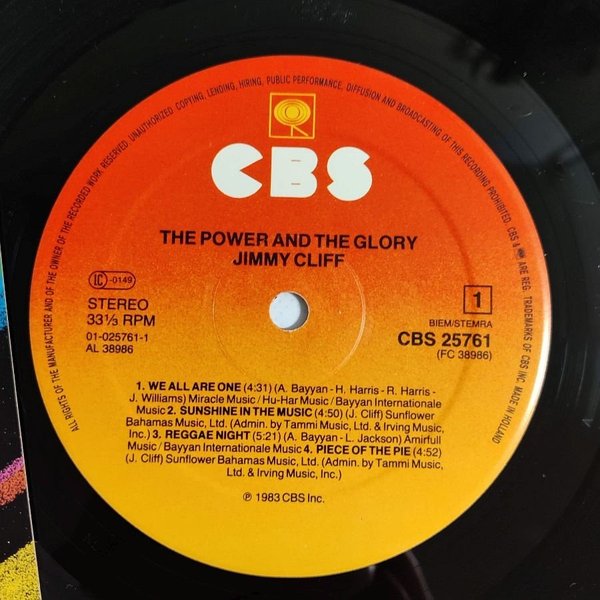 ALL RIGHTS OF THE MANUFACTURER AND OF THE OWNER OF THE RECORDED WORK RESERVED. UNAUTHORIZED COPYING, LENDING, HIRING, PUBLIC PERFORMANCE, DIFFUSION AND BROADCASTING OF THIS RECORDING PROHIBITED. CBS & ARE REG. TRADEMARKS OF CBS INC. MADE IN HOLLAND
CBS
THE POWER AND THE GLORY
JIMMY CLIFF
IC -0149
STEREO
33⅓ RPM
01-025761-1
AL 38986
1
BIEM/STEMRA
CBS 25761
(FC 38986)
1. WE ALL ARE ONE (4:31) (A. Bayyan - H. Harris - R. Harris -
J. Williams) Miracle Music / Hu-Har Music / Bayyan Internationale
Music 2. SUNSHINE IN THE MUSIC (4:50) (J. Cliff) Sunflower
Bahamas Music, Ltd. (Admin. by Tammi Music, Ltd. & Irving Music,
Inc.) 3. REGGAE NIGHT (5:21) (A. Bayyan - L. Jackson) Amirfull
Music / Bayyan Internationale Music 4. PIECE OF THE PIE (4:52)
(J. Cliff) Sunflower Bahamas Music, Ltd. (Admin. by Tammi Music,
Ltd. & Irving Music, Inc.)
℗ 1983 CBS Inc.